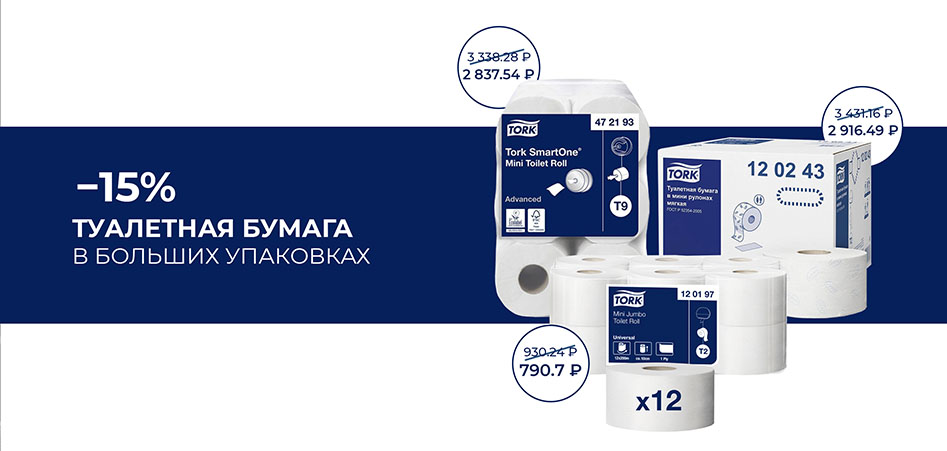 −15%
ТУАЛЕТНАЯ БУМАГА
В БОЛЬШИХ УПАКОВКАХ
3 338.28 ₽
2 837.54 ₽
TORK
47 21 93
Tork SmartOne®
Mini Toilet Roll
Advanced
T9
3 431.16 ₽
2 916.49 ₽
TORK
12 02 43
Туалетная бумага
в мини рулонах
мягкая
TORK
12 01 97
Mini Jumbo
Toilet Roll
Universal
1 Ply
T2
930.24 ₽
790.7 ₽
x12